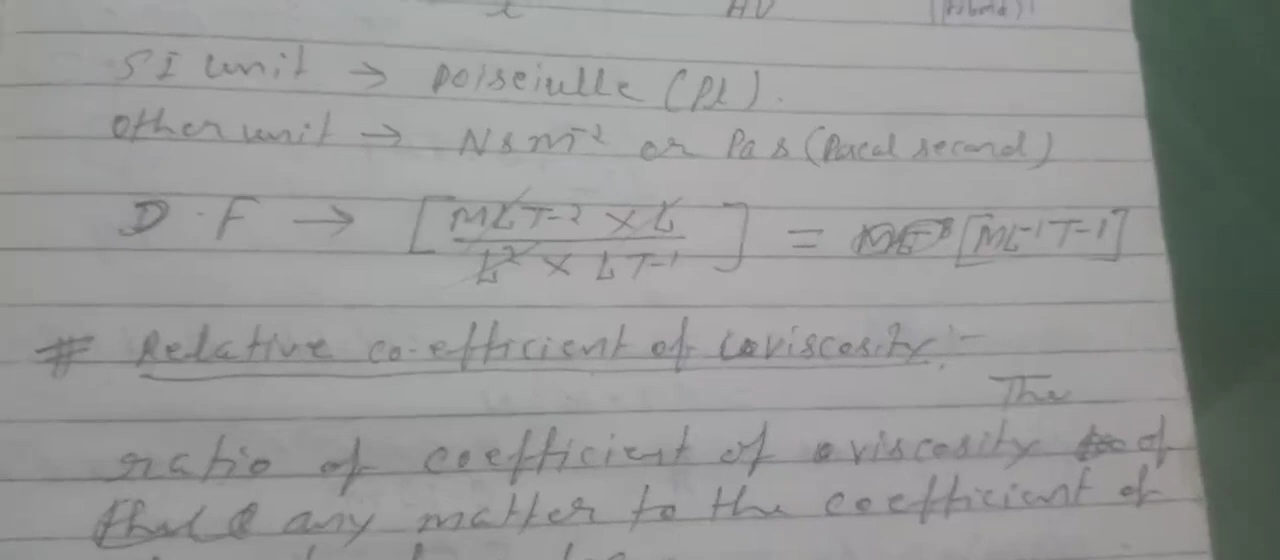 SI unit → poiseiulle (Pl).
other unit → Nsm⁻² or Pa s (Pascal second)
D.F → [MLT-2 × L / L² × LT-1] = [ML-1T-1]
# Relative co-efficient of viscosity :-
The
ratio of coefficient of viscosity of
any matter to the coefficient of